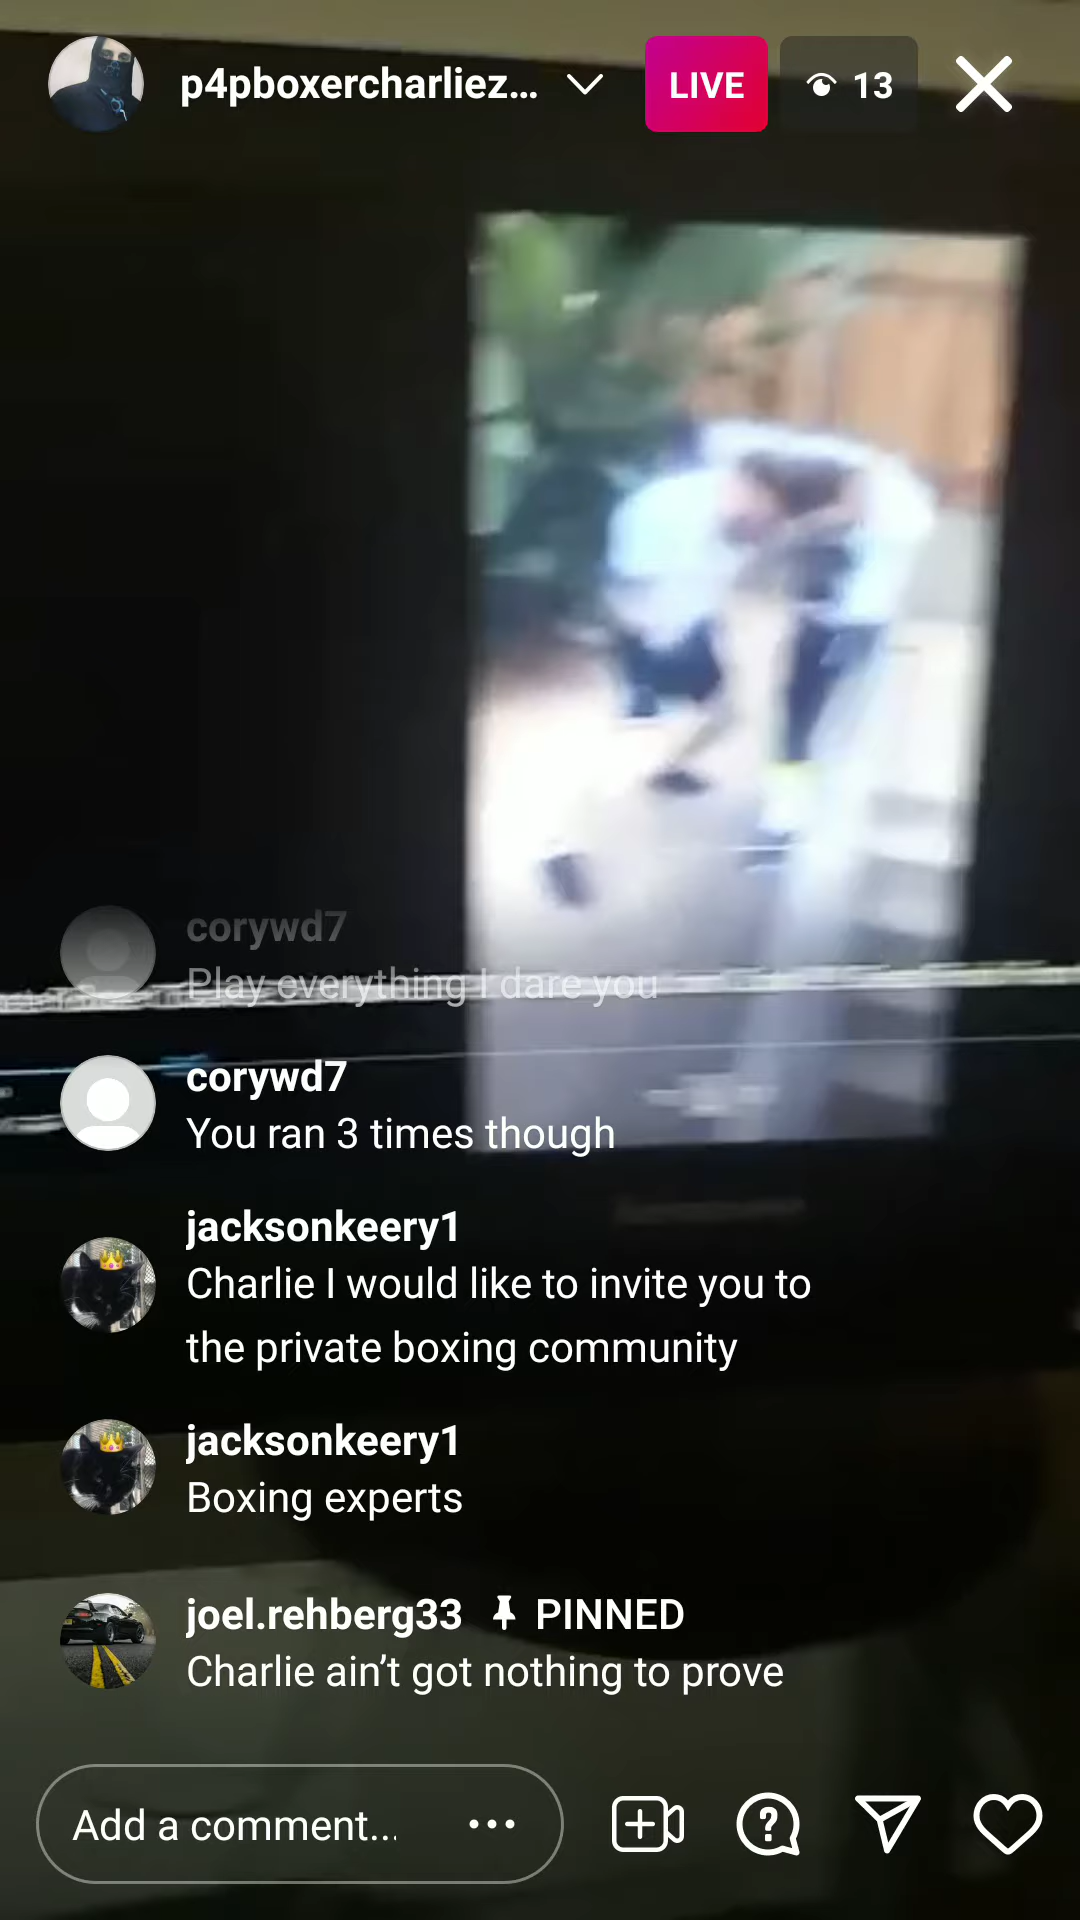 p4pboxercharliez...
LIVE
13
corywd7
Play everything I dare you
corywd7
You ran 3 times though
jacksonkeery1
Charlie I would like to invite you to
the private boxing community
jacksonkeery1
Boxing experts
joel.rehberg33 PINNED
Charlie ain’t got nothing to prove
Add a comment...